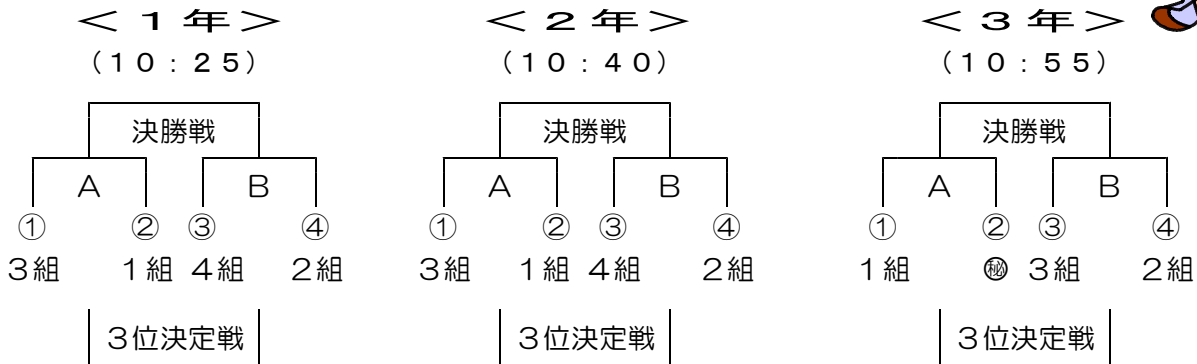 ＜１年＞ ＜２年＞ ＜３年＞
（１０：２５） （１０：４０） （１０：５５）
決勝戦 決勝戦 決勝戦
A B A B A B
① ② ③ ④ ① ② ③ ④ ① ② ③ ④
３組 １組 ４組 ２組 ３組 １組 ４組 ２組 １組 ㊙ ３組 ２組
３位決定戦 ３位決定戦 ３位決定戦